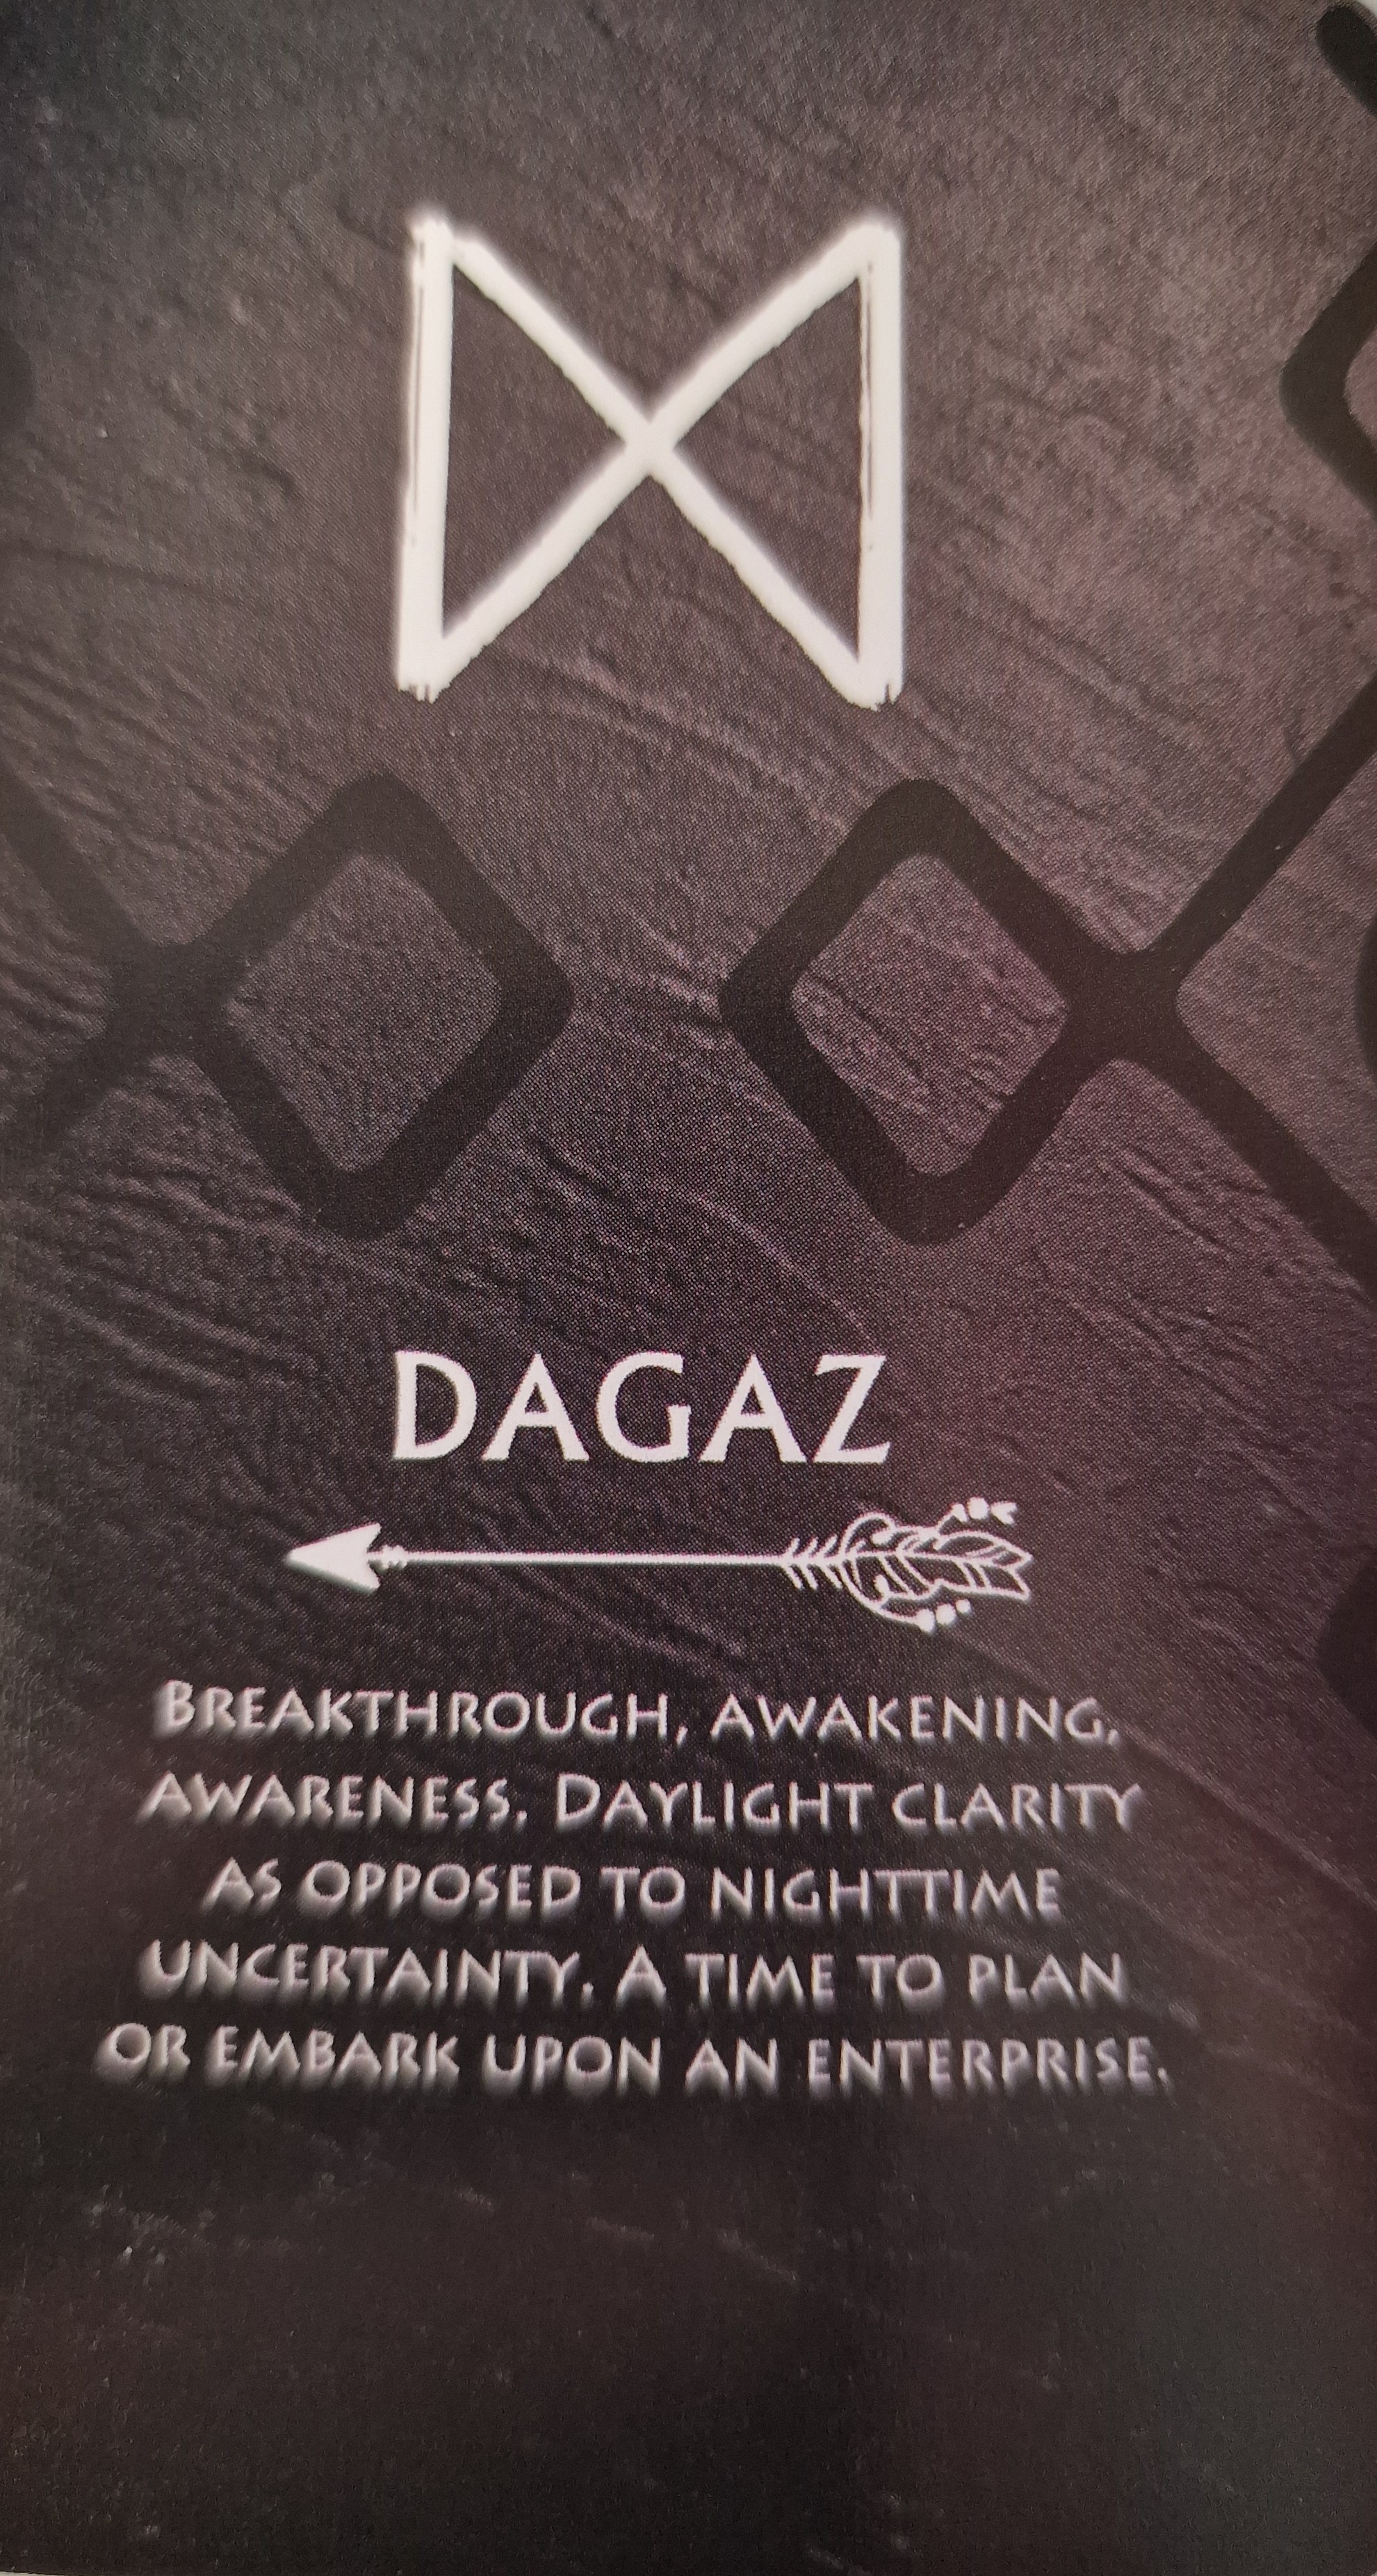 ᛞ
DAGAZ
BREAKTHROUGH, AWAKENING,
AWARENESS. DAYLIGHT CLARITY
AS OPPOSED TO NIGHTTIME
UNCERTAINTY. A TIME TO PLAN
OR EMBARK UPON AN ENTERPRISE.